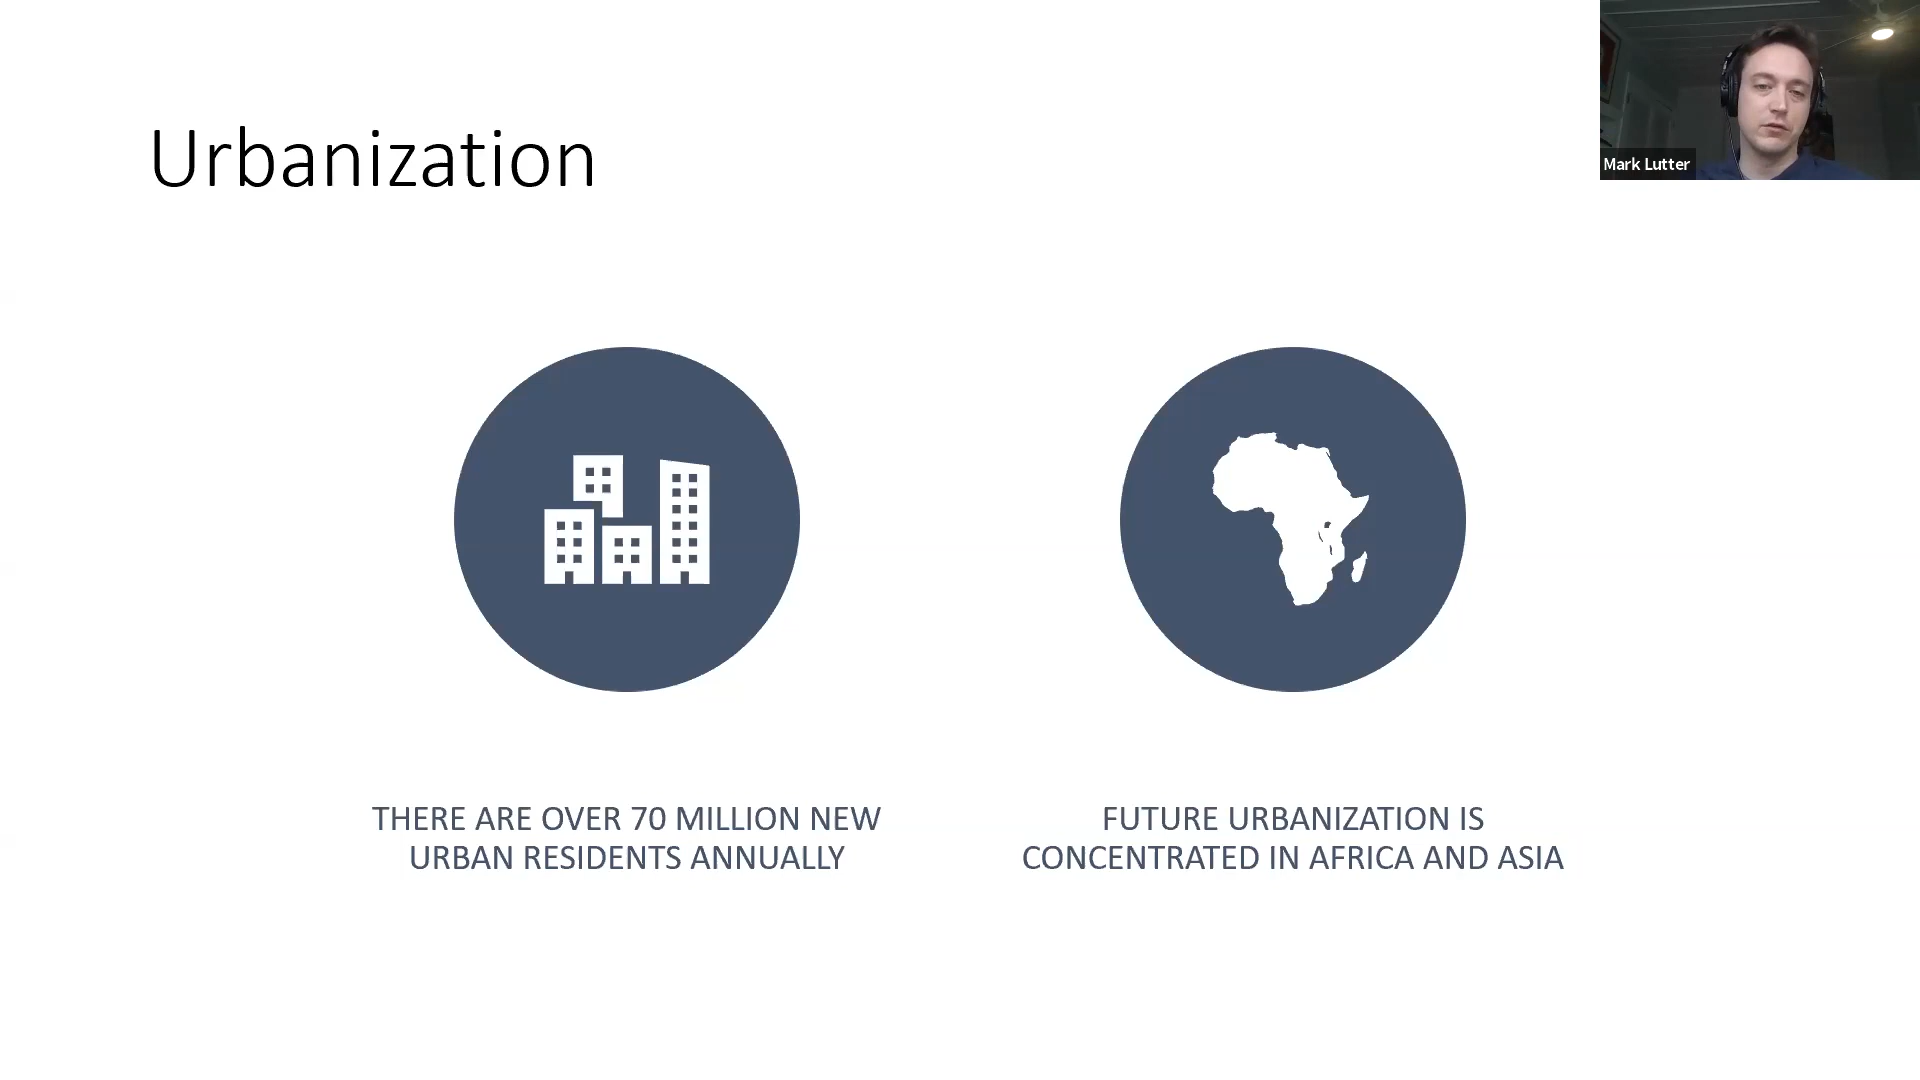 Urbanization
Mark Lutter
THERE ARE OVER 70 MILLION NEW
URBAN RESIDENTS ANNUALLY
FUTURE URBANIZATION IS
CONCENTRATED IN AFRICA AND ASIA